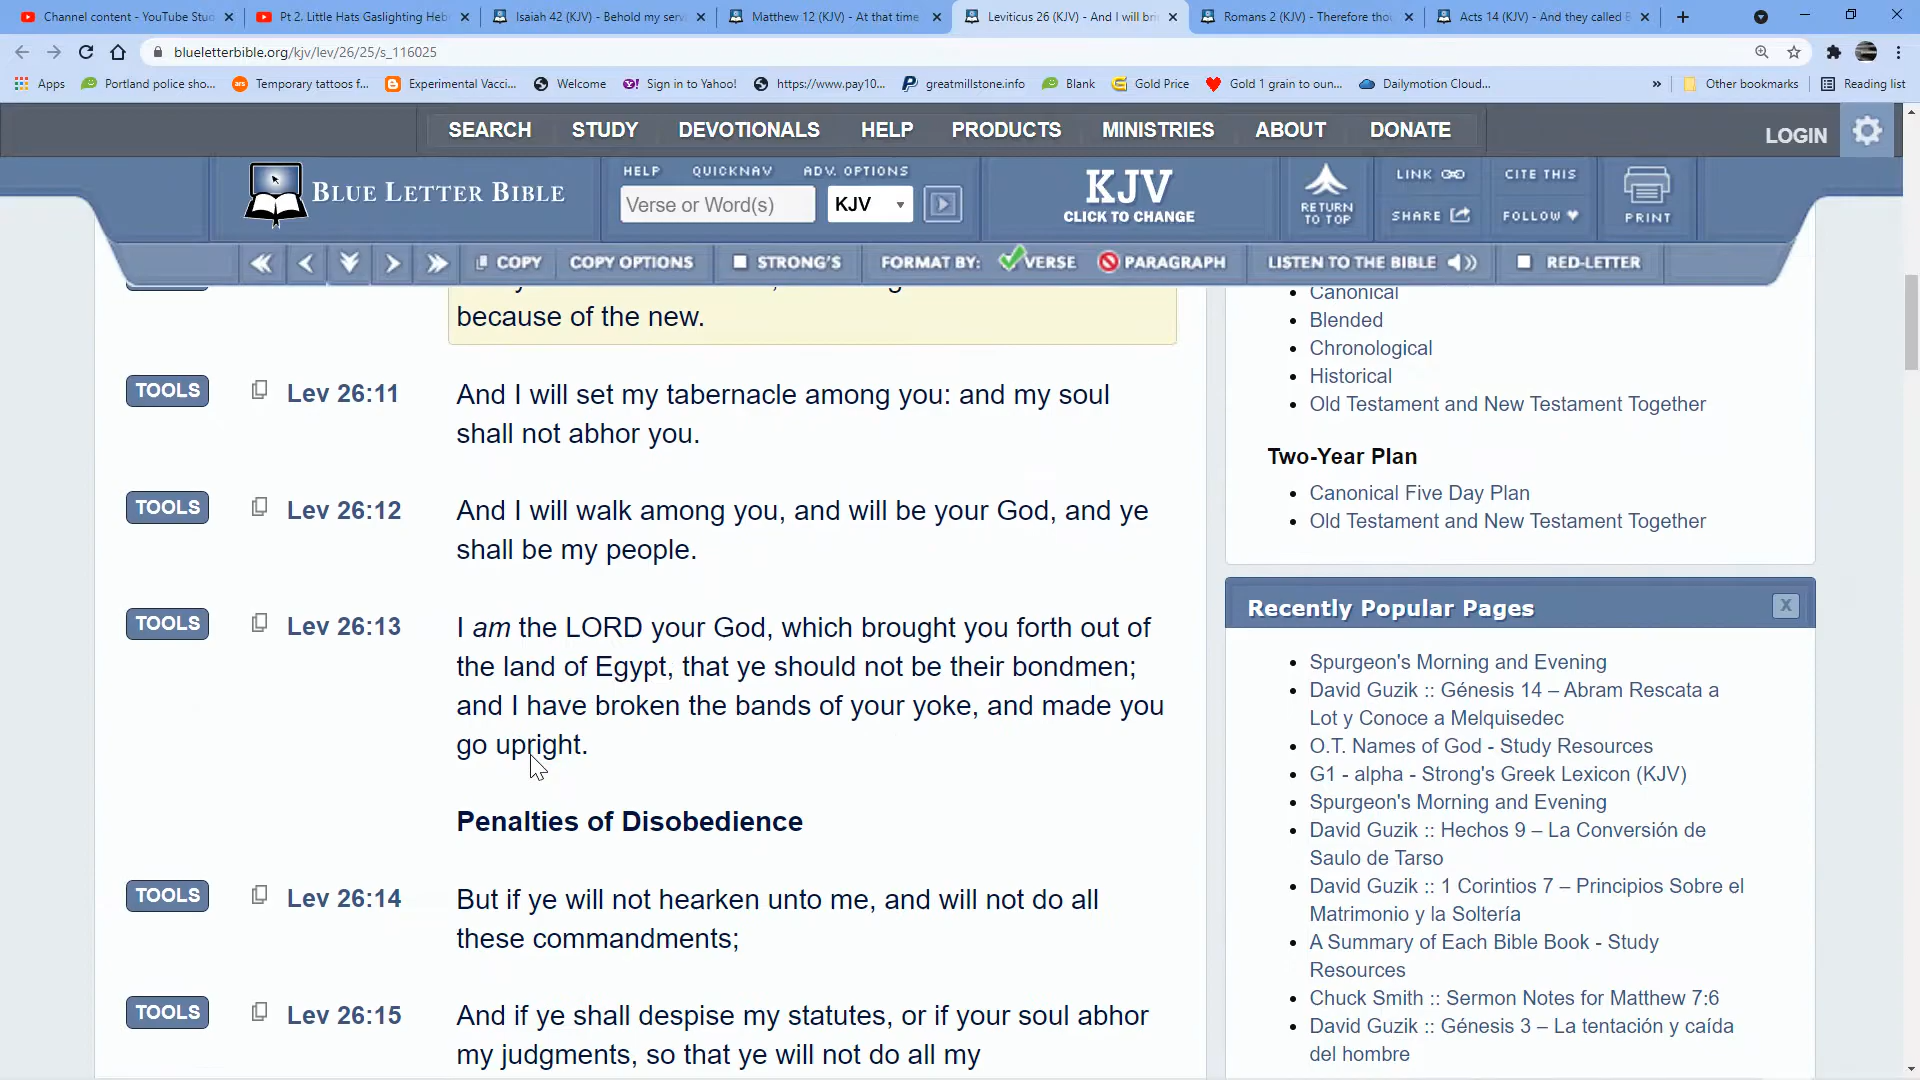 Channel content - YouTube Stu
Pt 2. Little Hats Gaslighting Heb
Isaiah 42 (KJV) - Behold my serv
Matthew 12 (KJV) - At that time
Leviticus 26 (KJV) - And I will bri
Romans 2 (KJV) - Therefore tho
Acts 14 (KJV) - And they called B
blueletterbible.org/kjv/lev/26/25/s_116025
Apps
Portland police sho...
Temporary tattoos f...
Experimental Vacci...
Welcome
Sign in to Yahoo!
https://www.pay10...
greatmillstone.info
Blank
Gold Price
Gold 1 grain to oun...
Dailymotion Cloud...
»
Other bookmarks
Reading list
SEARCH STUDY DEVOTIONALS HELP PRODUCTS MINISTRIES ABOUT DONATE
LOGIN
BLUE LETTER BIBLE
HELP QUICKNAV ADV. OPTIONS
Verse or Word(s)
KJV
KJV
CLICK TO CHANGE
RETURN
TO TOP
LINK
CITE THIS
SHARE
FOLLOW
PRINT
COPY COPY OPTIONS STRONG'S FORMAT BY: VERSE PARAGRAPH LISTEN TO THE BIBLE RED-LETTER
because of the new.
TOOLS Lev 26:11 And I will set my tabernacle among you: and my soul
shall not abhor you.
TOOLS Lev 26:12 And I will walk among you, and will be your God, and ye
shall be my people.
TOOLS Lev 26:13 I am the LORD your God, which brought you forth out of
the land of Egypt, that ye should not be their bondmen;
and I have broken the bands of your yoke, and made you
go upright.
Penalties of Disobedience
TOOLS Lev 26:14 But if ye will not hearken unto me, and will not do all
these commandments;
TOOLS Lev 26:15 And if ye shall despise my statutes, or if your soul abhor
my judgments, so that ye will not do all my
Canonical
Blended
Chronological
Historical
Old Testament and New Testament Together
Two-Year Plan
Canonical Five Day Plan
Old Testament and New Testament Together
Recently Popular Pages
X
Spurgeon's Morning and Evening
David Guzik :: Génesis 14 – Abram Rescata a
Lot y Conoce a Melquisedec
O.T. Names of God - Study Resources
G1 - alpha - Strong's Greek Lexicon (KJV)
Spurgeon's Morning and Evening
David Guzik :: Hechos 9 – La Conversión de
Saulo de Tarso
David Guzik :: 1 Corintios 7 – Principios Sobre el
Matrimonio y la Soltería
A Summary of Each Bible Book - Study
Resources
Chuck Smith :: Sermon Notes for Matthew 7:6
David Guzik :: Génesis 3 – La tentación y caída
del hombre